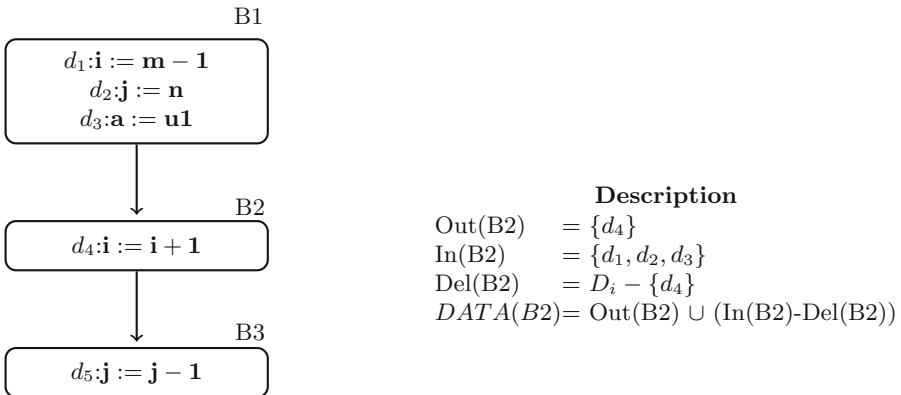 B1
d₁:i := m − 1
d₂:j := n
d₃:a := u1
B2
d₄:i := i + 1
B3
d₅:j := j − 1
Description
Out(B2) = {d₄}
In(B2) = {d₁, d₂, d₃}
Del(B2) = Dᵢ − {d₄}
DATA(B2)= Out(B2) ∪ (In(B2)-Del(B2))